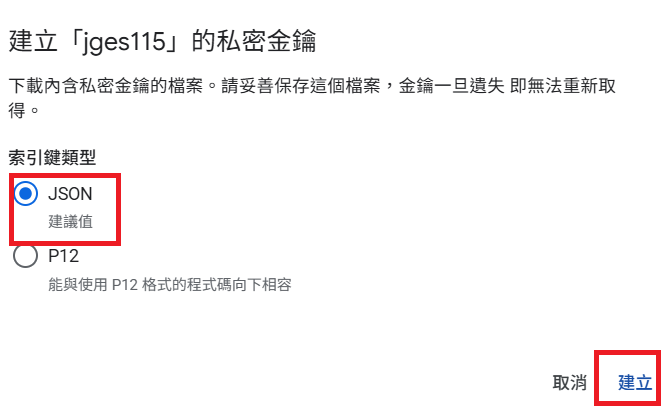 建立「jges115」的私密金鑰
下載內含私密金鑰的檔案。請妥善保存這個檔案，金鑰一旦遺失 即無法重新取
得。
索引鍵類型
JSON
建議值
P12
能與使用 P12 格式的程式碼向下相容
取消 建立